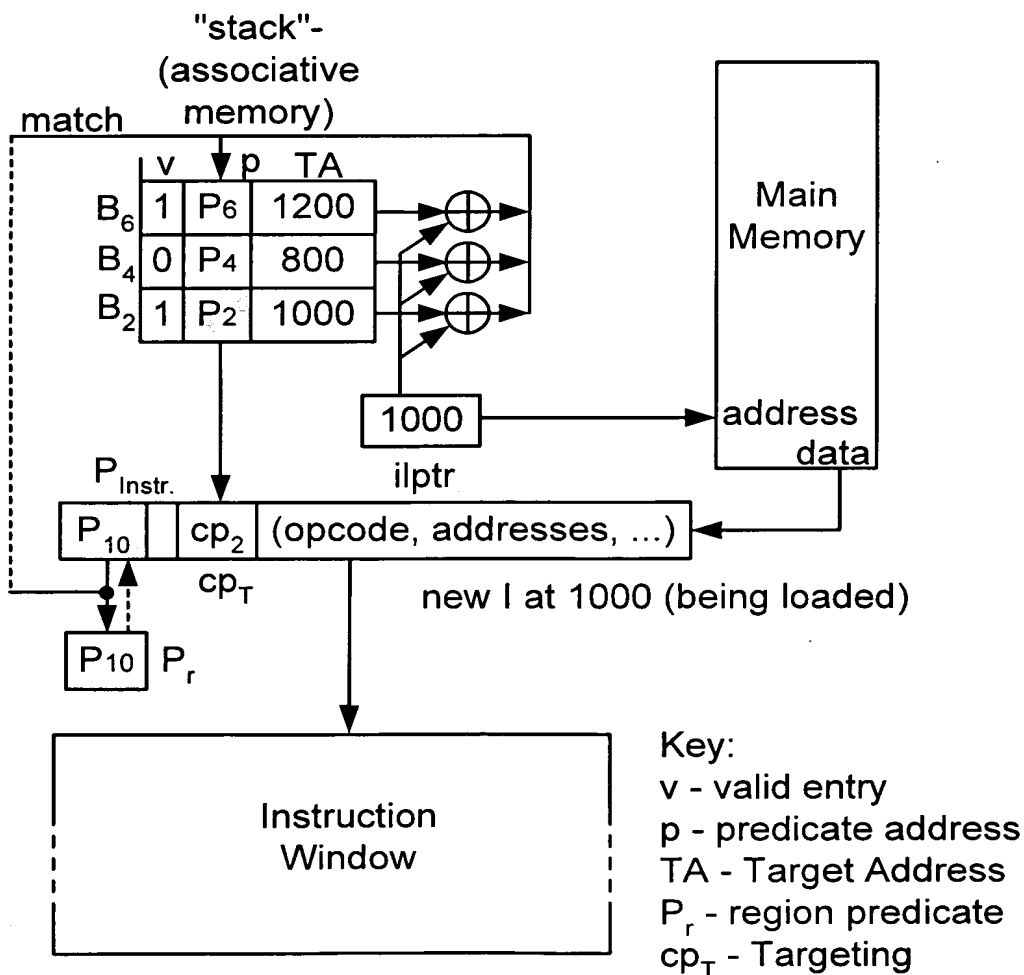 "stack"-
(associative
memory)
match
v p TA
B6 1 P6 1200
B4 0 P4 800
B2 1 P2 1000
Main
Memory
1000
address
data
ilptr
PInstr.
P10 cp2 (opcode, addresses, ...)
cpT
new I at 1000 (being loaded)
P10 Pr
Instruction
Window
Key:
v - valid entry
p - predicate address
TA - Target Address
Pr - region predicate
cpT - Targeting